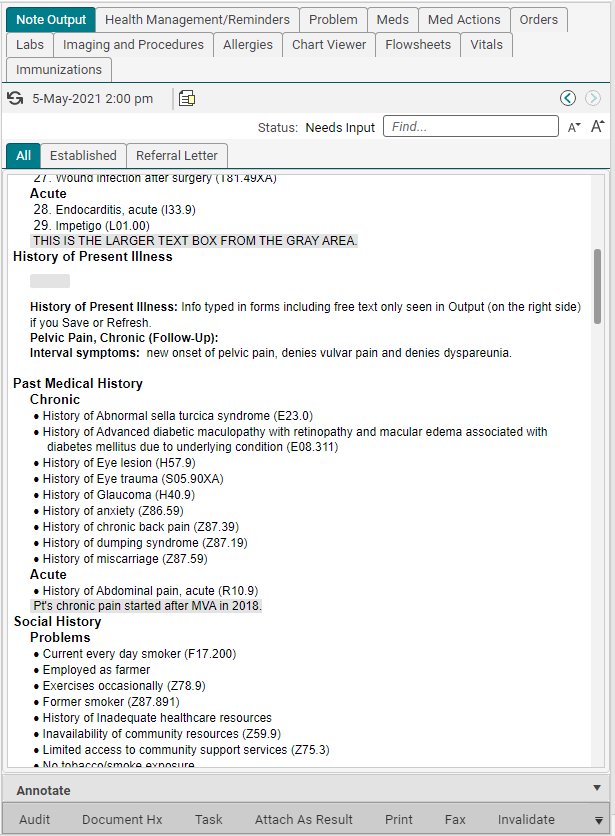 Note Output Health Management/Reminders Problem Meds Med Actions Orders
Labs Imaging and Procedures Allergies Chart Viewer Flowsheets Vitals
Immunizations
5-May-2021 2:00 pm
Status: Needs Input Find... A A
All Established Referral Letter
27. Wound infection after surgery (T81.49XA)
Acute
28. Endocarditis, acute (I33.9)
29. Impetigo (L01.00)
THIS IS THE LARGER TEXT BOX FROM THE GRAY AREA.
History of Present Illness
History of Present Illness: Info typed in forms including free text only seen in Output (on the right side)
if you Save or Refresh.
Pelvic Pain, Chronic (Follow-Up):
Interval symptoms: new onset of pelvic pain, denies vulvar pain and denies dyspareunia.
Past Medical History
Chronic
• History of Abnormal sella turcica syndrome (E23.0)
• History of Advanced diabetic maculopathy with retinopathy and macular edema associated with
diabetes mellitus due to underlying condition (E08.311)
• History of Eye lesion (H57.9)
• History of Eye trauma (S05.90XA)
• History of Glaucoma (H40.9)
• History of anxiety (Z86.59)
• History of chronic back pain (Z87.39)
• History of dumping syndrome (Z87.19)
• History of miscarriage (Z87.59)
Acute
• History of Abdominal pain, acute (R10.9)
Pt's chronic pain started after MVA in 2018.
Social History
Problems
• Current every day smoker (F17.200)
• Employed as farmer
• Exercises occasionally (Z78.9)
• Former smoker (Z87.891)
• History of Inadequate healthcare resources
• Inavailability of community resources (Z59.9)
• Limited access to community support services (Z75.3)
• No tobacco/smoke exposure
Annotate
Audit Document Hx Task Attach As Result Print Fax Invalidate